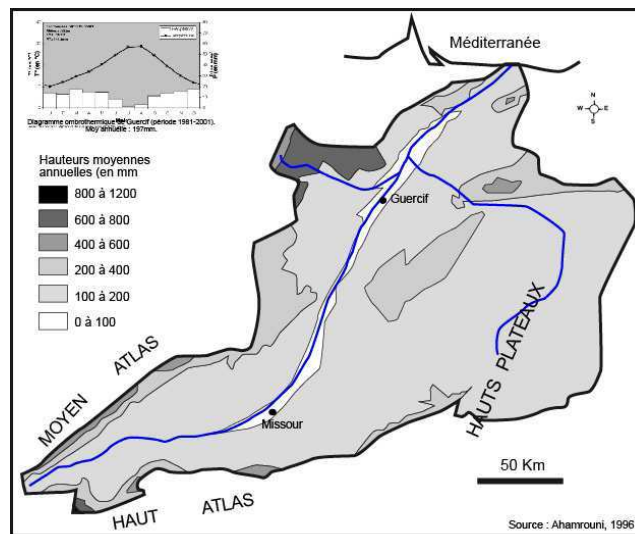 Méditerranée
N
W E
S
Diagramme ombrothermique de Guercif (période 1981-2001).
Moy annuelle : 197mm.
Hauteurs moyennes
annuelles (en mm
800 à 1200
600 à 800
400 à 600
200 à 400
100 à 200
0 à 100
Guercif
MOYEN ATLAS
HAUTS PLATEAUX
Missour
HAUT ATLAS
50 Km
Source : Ahamrouni, 1996